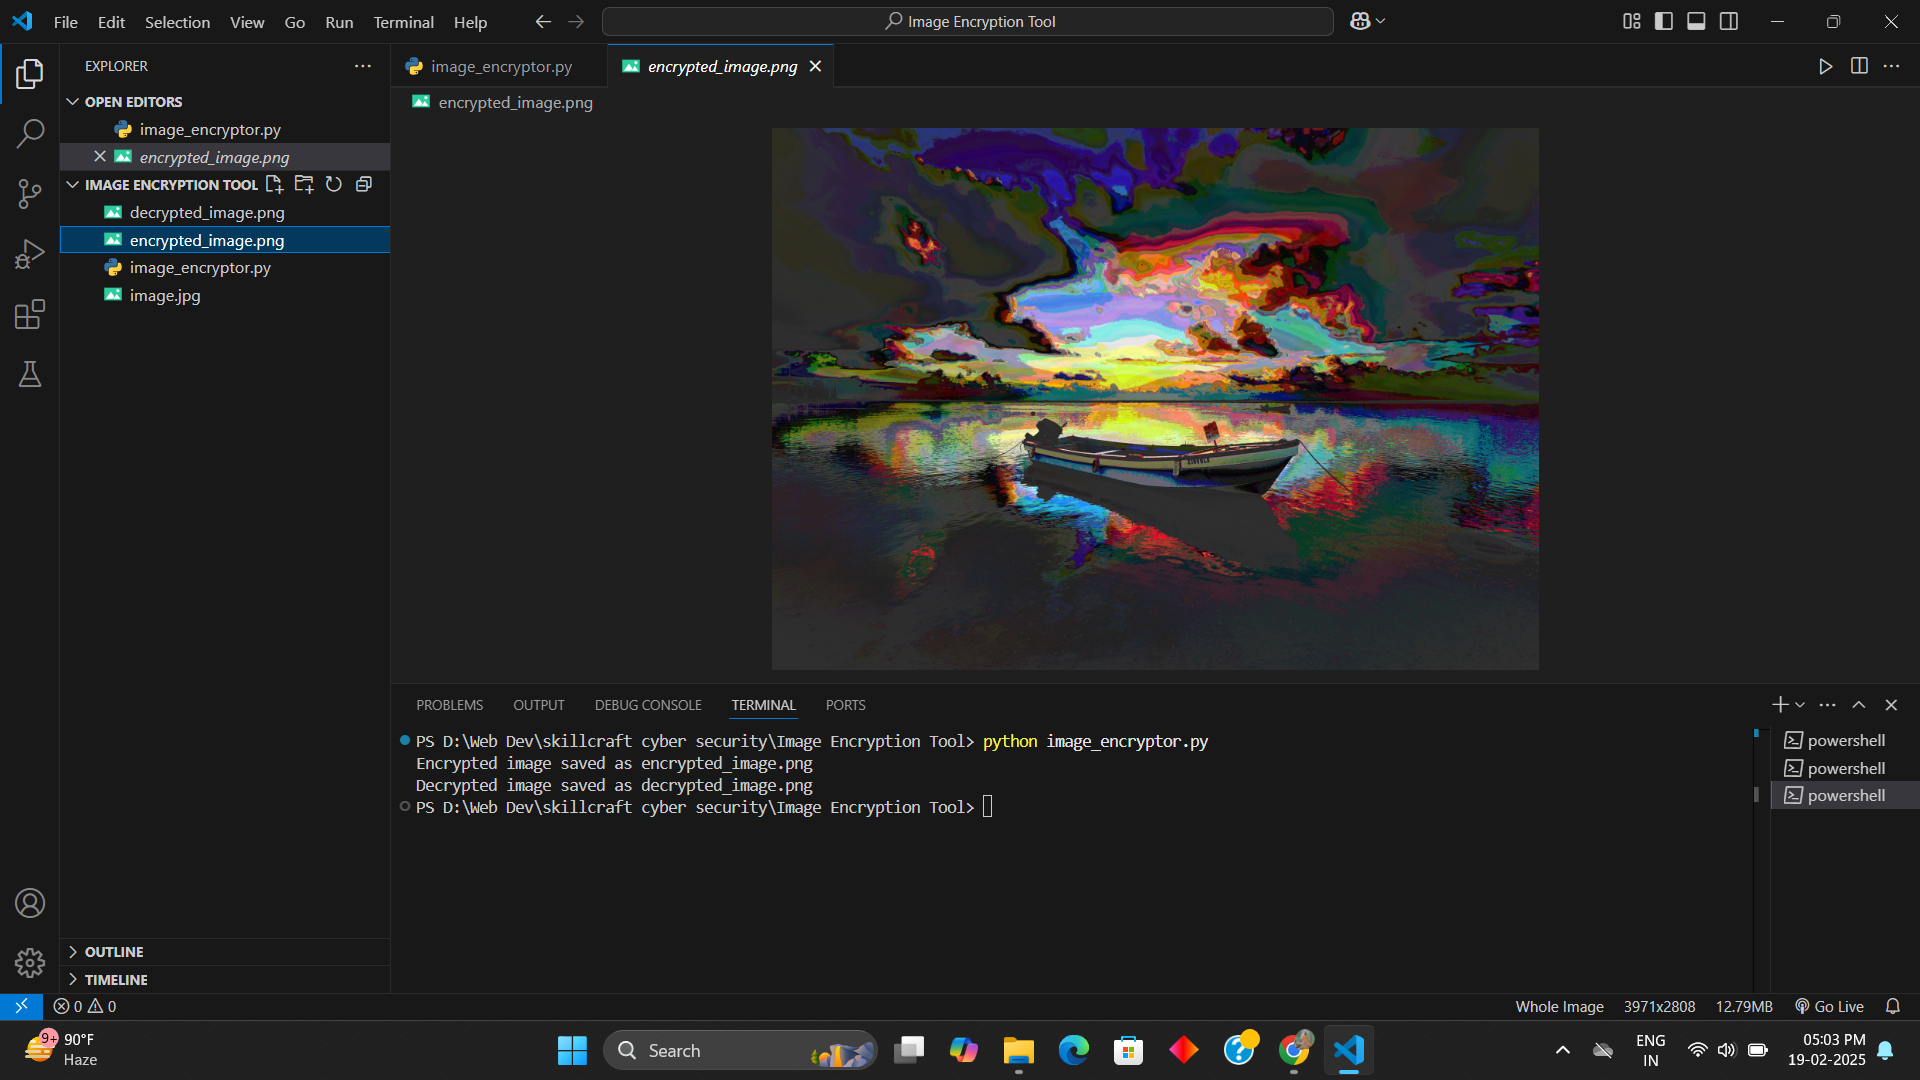 File Edit Selection View Go Run Terminal Help
Image Encryption Tool
EXPLORER
OPEN EDITORS
image_encryptor.py
encrypted_image.png
IMAGE ENCRYPTION TOOL
decrypted_image.png
encrypted_image.png
image_encryptor.py
image.jpg
OUTLINE
TIMELINE
image_encryptor.py encrypted_image.png
encrypted_image.png
PROBLEMS OUTPUT DEBUG CONSOLE TERMINAL PORTS
PS D:\Web Dev\skillcraft cyber security\Image Encryption Tool> python image_encryptor.py
Encrypted image saved as encrypted_image.png
Decrypted image saved as decrypted_image.png
PS D:\Web Dev\skillcraft cyber security\Image Encryption Tool>
powershell
powershell
powershell
0 0
Whole Image 3971x2808 12.79MB Go Live
9+
90°F
Haze
Search
ENG
IN
05:03 PM
19-02-2025